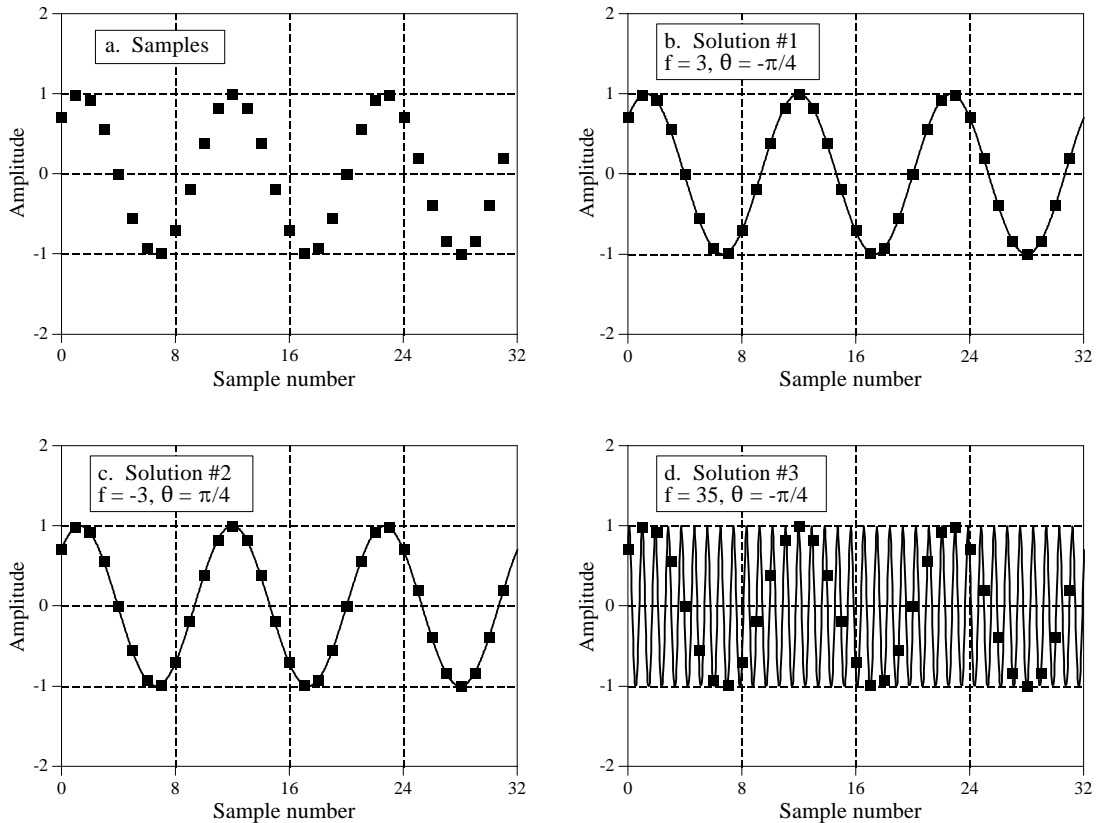 a. Samples
2
1
0
-1
-2
Amplitude
0 8 16 24 32
Sample number
b. Solution #1
f = 3, θ = -π/4
2
1
0
-1
-2
Amplitude
0 8 16 24 32
Sample number
c. Solution #2
f = -3, θ = π/4
2
1
0
-1
-2
Amplitude
0 8 16 24 32
Sample number
d. Solution #3
f = 35, θ = -π/4
2
1
0
-1
-2
Amplitude
0 8 16 24 32
Sample number